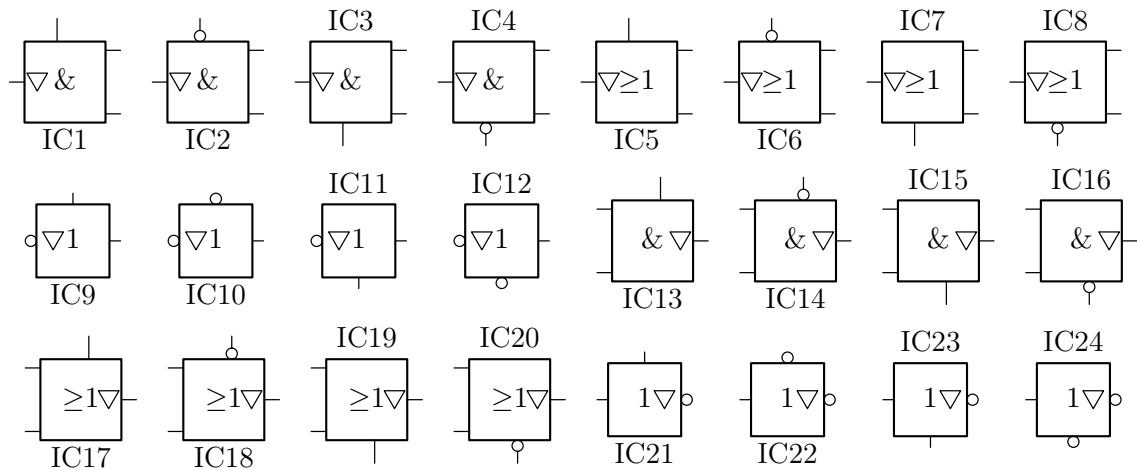 IC3 IC4 IC7 IC8
▽ & ▽ & ▽ & ▽ & ▽≥1 ▽≥1 ▽≥1 ▽≥1
IC1 IC2 IC5 IC6
IC11 IC12 IC15 IC16
▽1 ▽1 ▽1 ▽1 & ▽ & ▽ & ▽ & ▽
IC9 IC10 IC13 IC14
IC19 IC20 IC23 IC24
≥1▽ ≥1▽ ≥1▽ ≥1▽ 1▽ 1▽ 1▽ 1▽
IC17 IC18 IC21 IC22